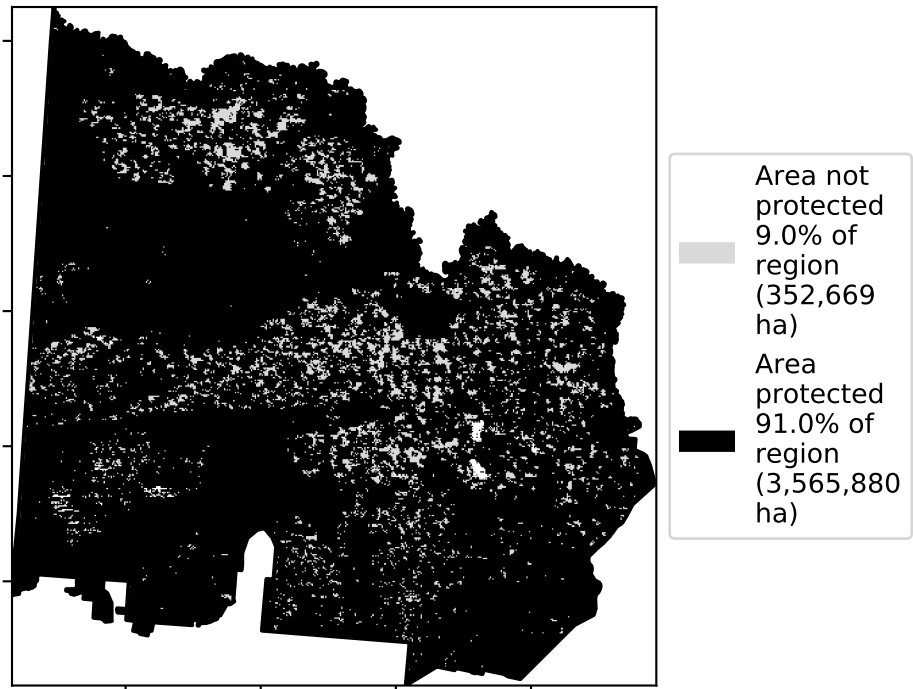 Area not
protected
9.0% of
region
(352,669
ha)
Area
protected
91.0% of
region
(3,565,880
ha)